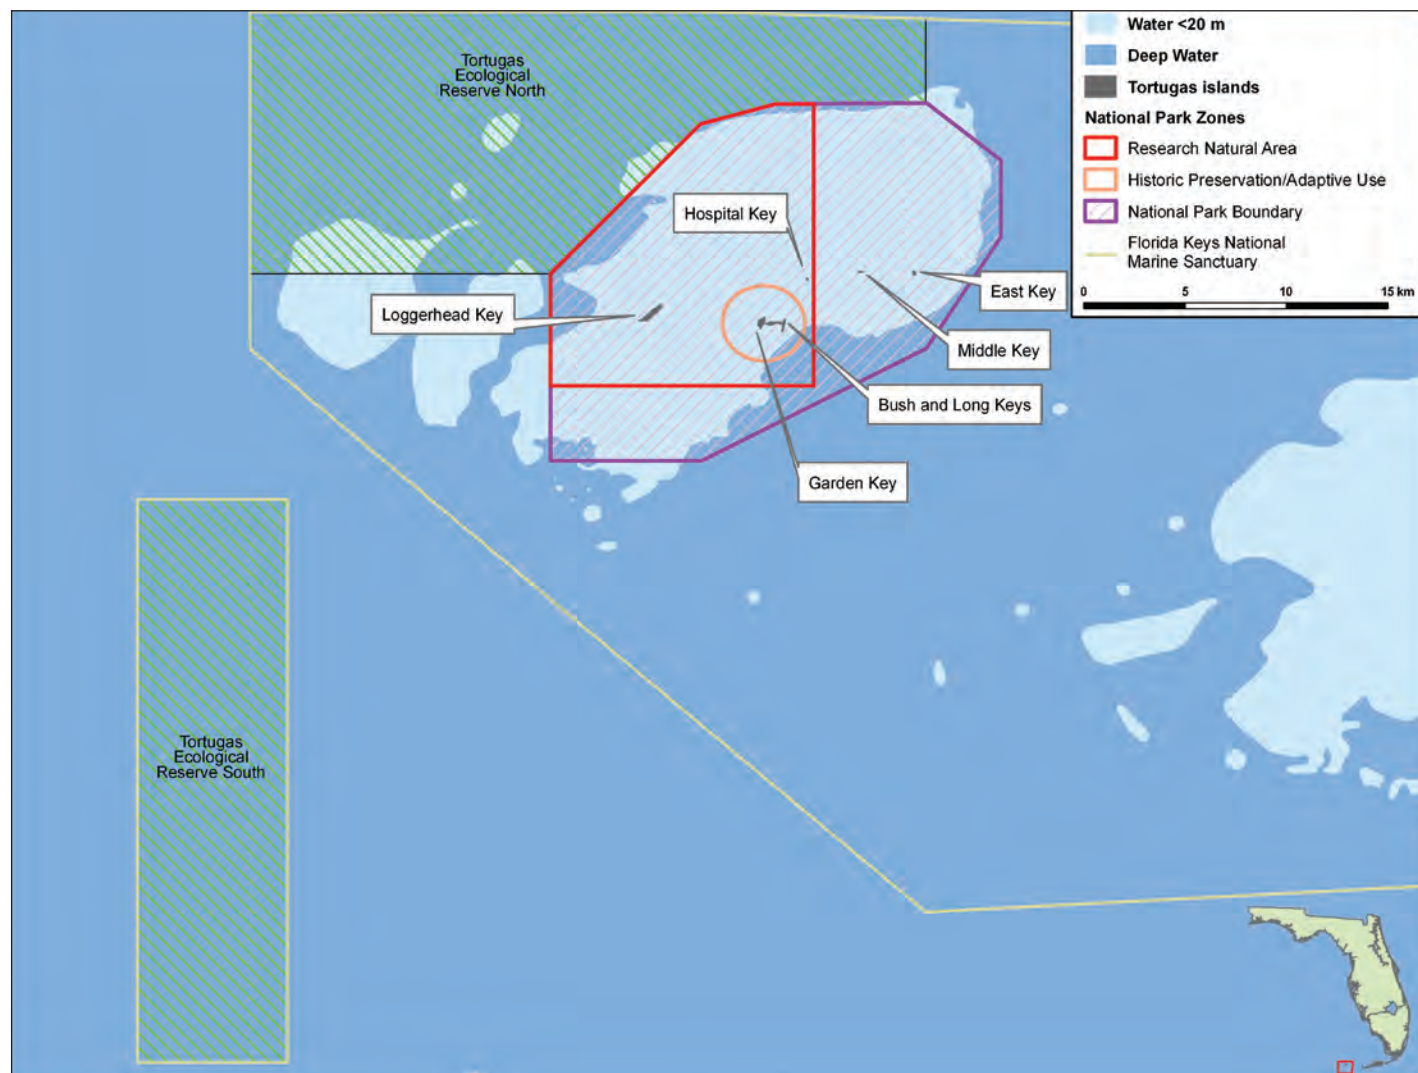 Tortugas
Ecological
Reserve North
Hospital Key
Loggerhead Key
East Key
Middle Key
Bush and Long Keys
Garden Key
Tortugas
Ecological
Reserve South
Water <20 m
Deep Water
Tortugas islands
National Park Zones
Research Natural Area
Historic Preservation/Adaptive Use
National Park Boundary
Florida Keys National
Marine Sanctuary
0 5 10 15 km